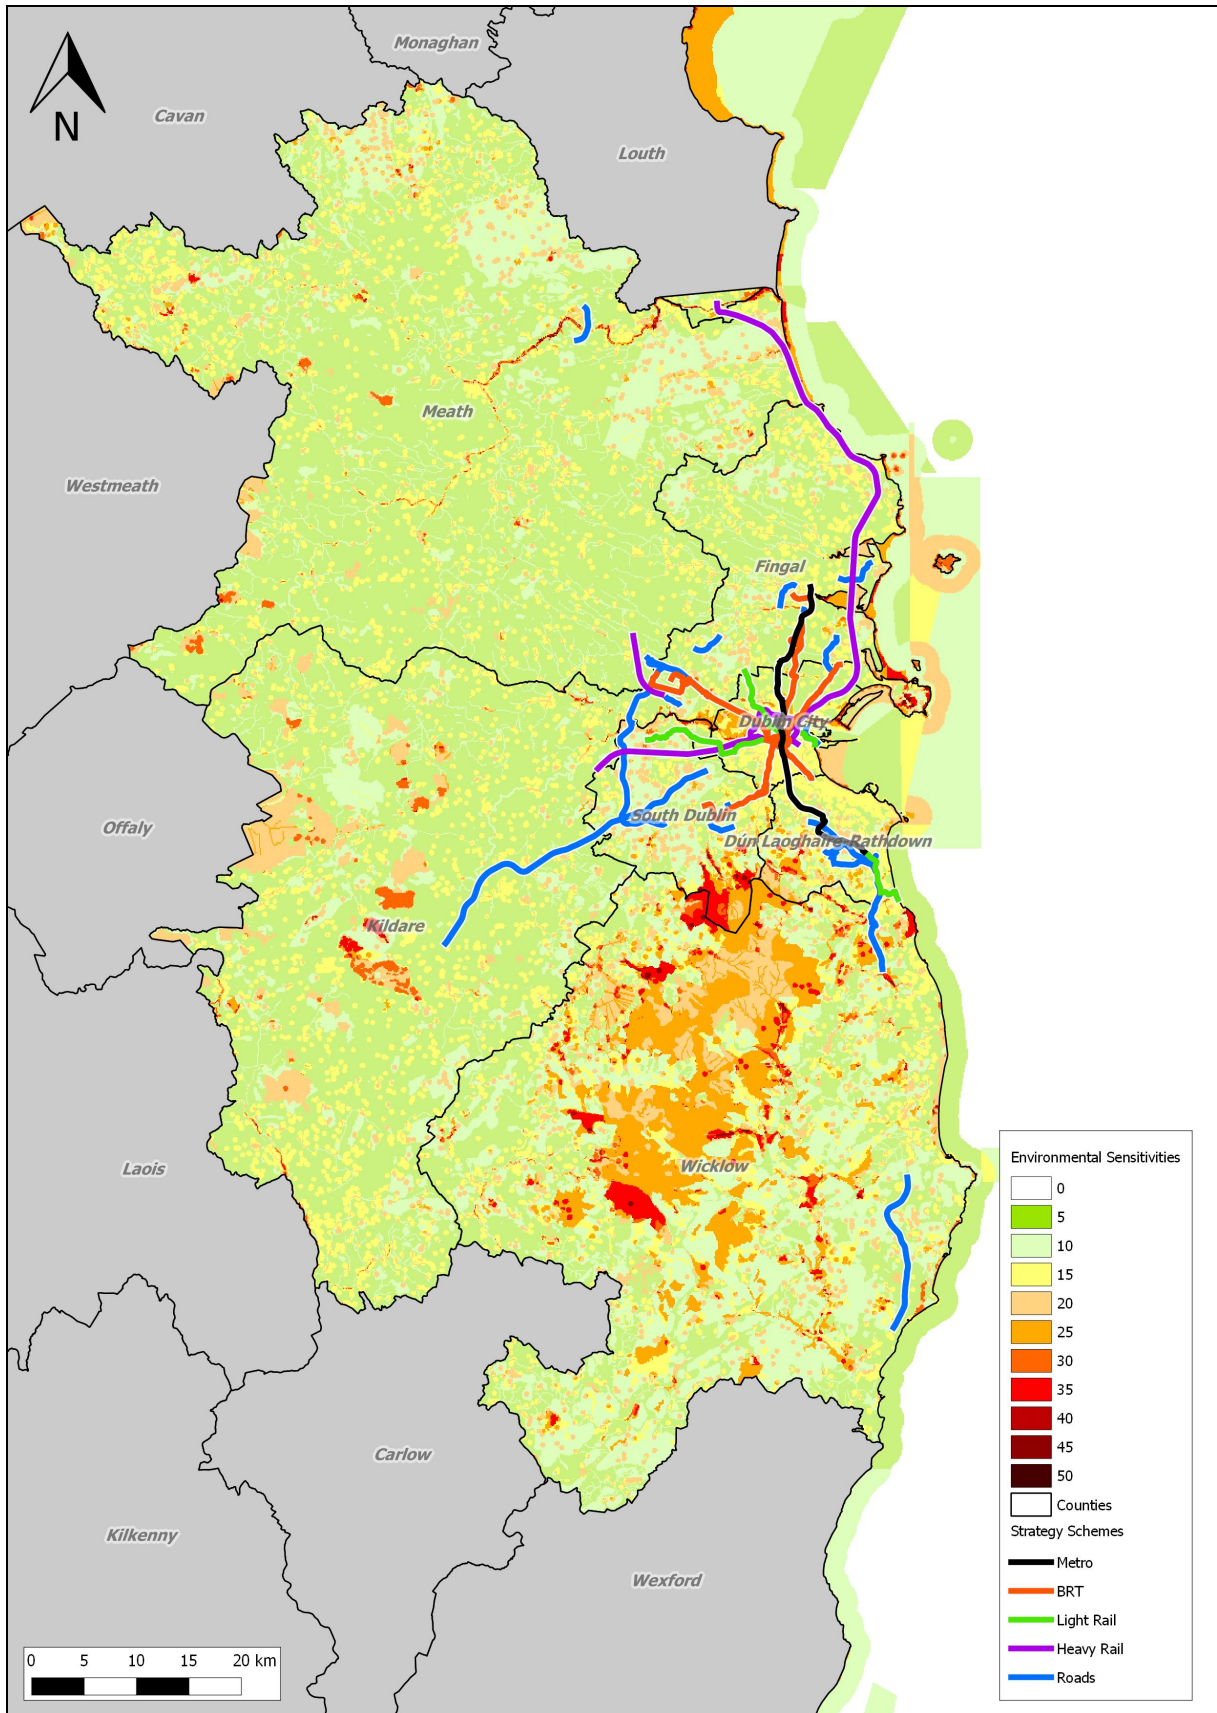 Monaghan
Cavan
N
Louth
Meath
Westmeath
Fingal
Dublin City
Offaly
South Dublin
Dún Laoghaire-Rathdown
Kildare
Laois
Wicklow
Environmental Sensitivities
0
5
10
15
20
25
30
35
40
45
50
Counties
Strategy Schemes
Metro
BRT
Light Rail
Heavy Rail
Roads
Carlow
Kilkenny
Wexford
0 5 10 15 20 km